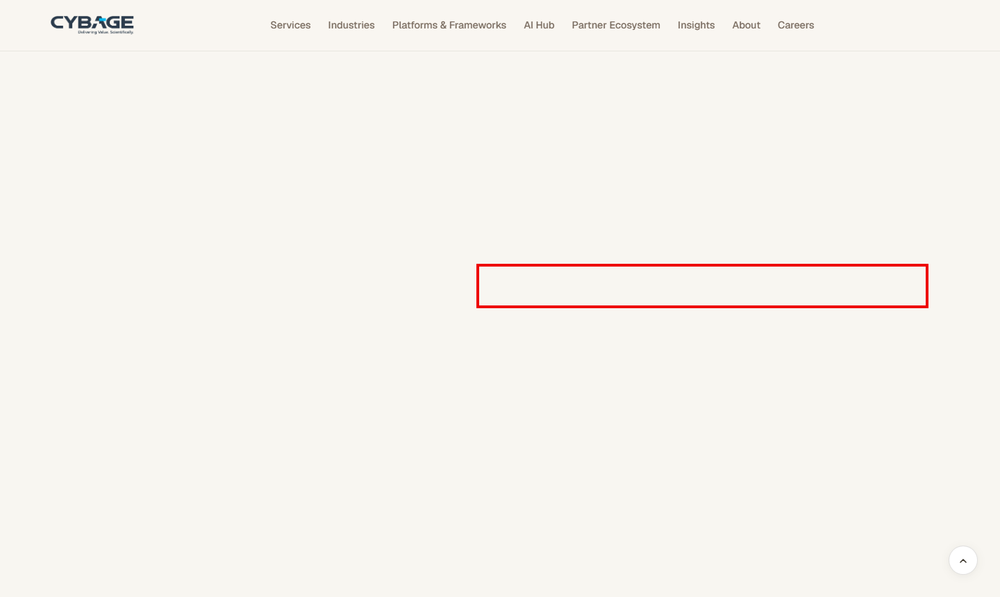 CYBAGE
Delivering Value. Scientifically.
Services Industries Platforms & Frameworks AI Hub Partner Ecosystem Insights About Careers